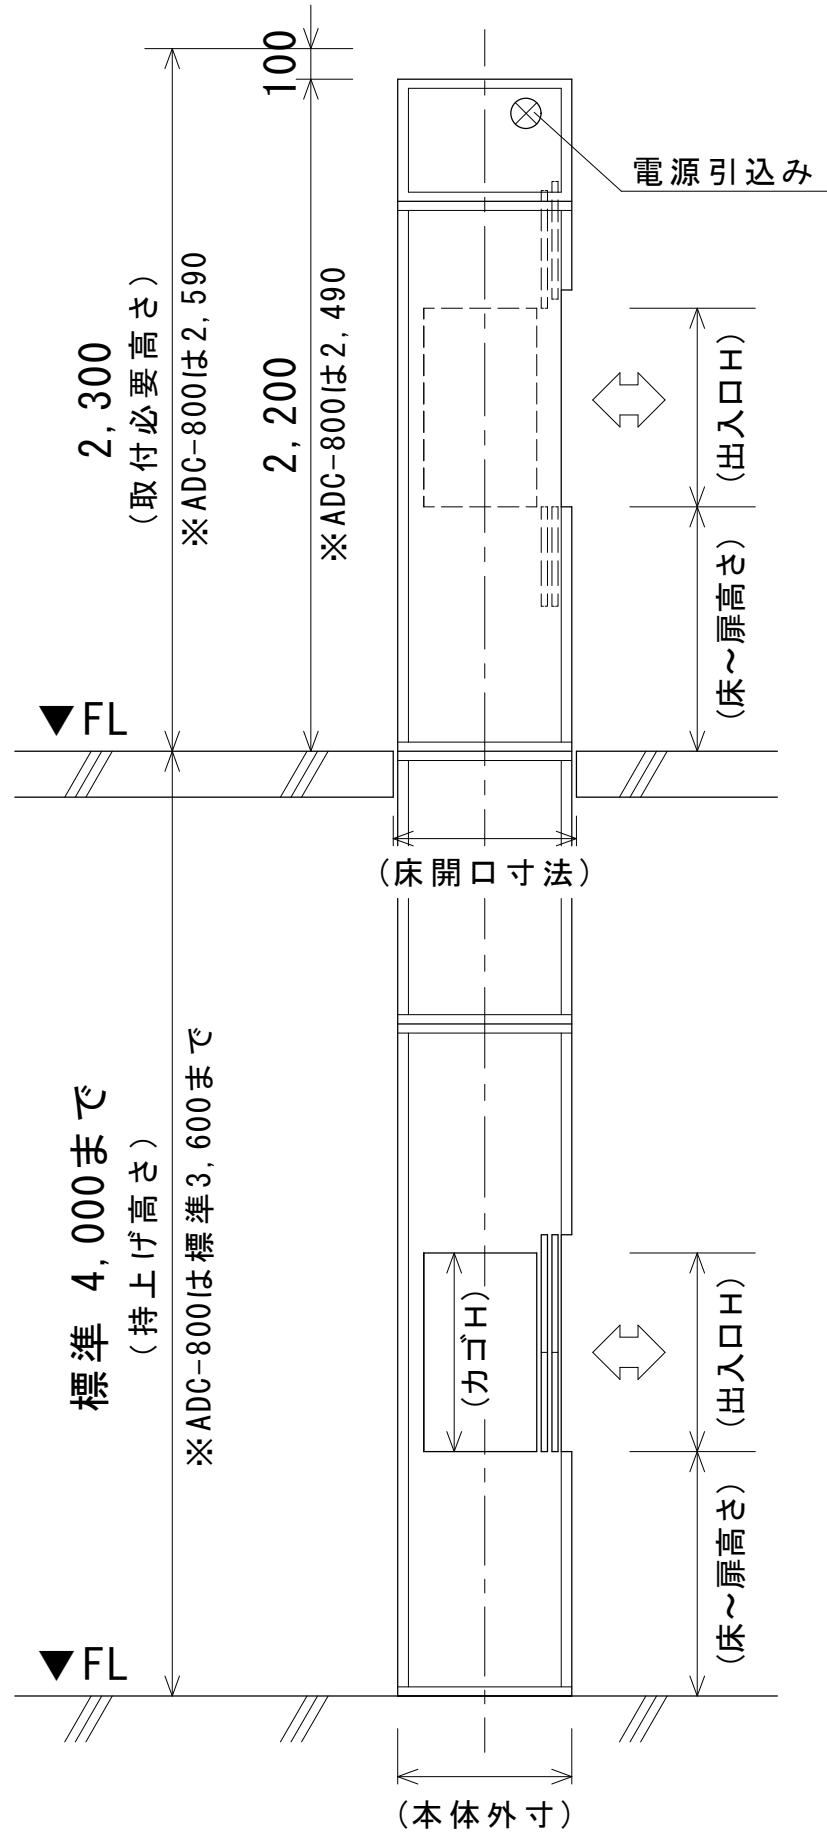 100
電源引込み
2,300
(取付必要高さ)
※ADC-800は2,590
2,200
※ADC-800は2,490
(出入口H)
(床~扉高さ)
▼FL
(床開口寸法)
標準 4,000まで
(持上げ高さ)
※ADC-800は標準3,600まで
(カゴH)
(出入口H)
(床~扉高さ)
▼FL
(本体外寸)